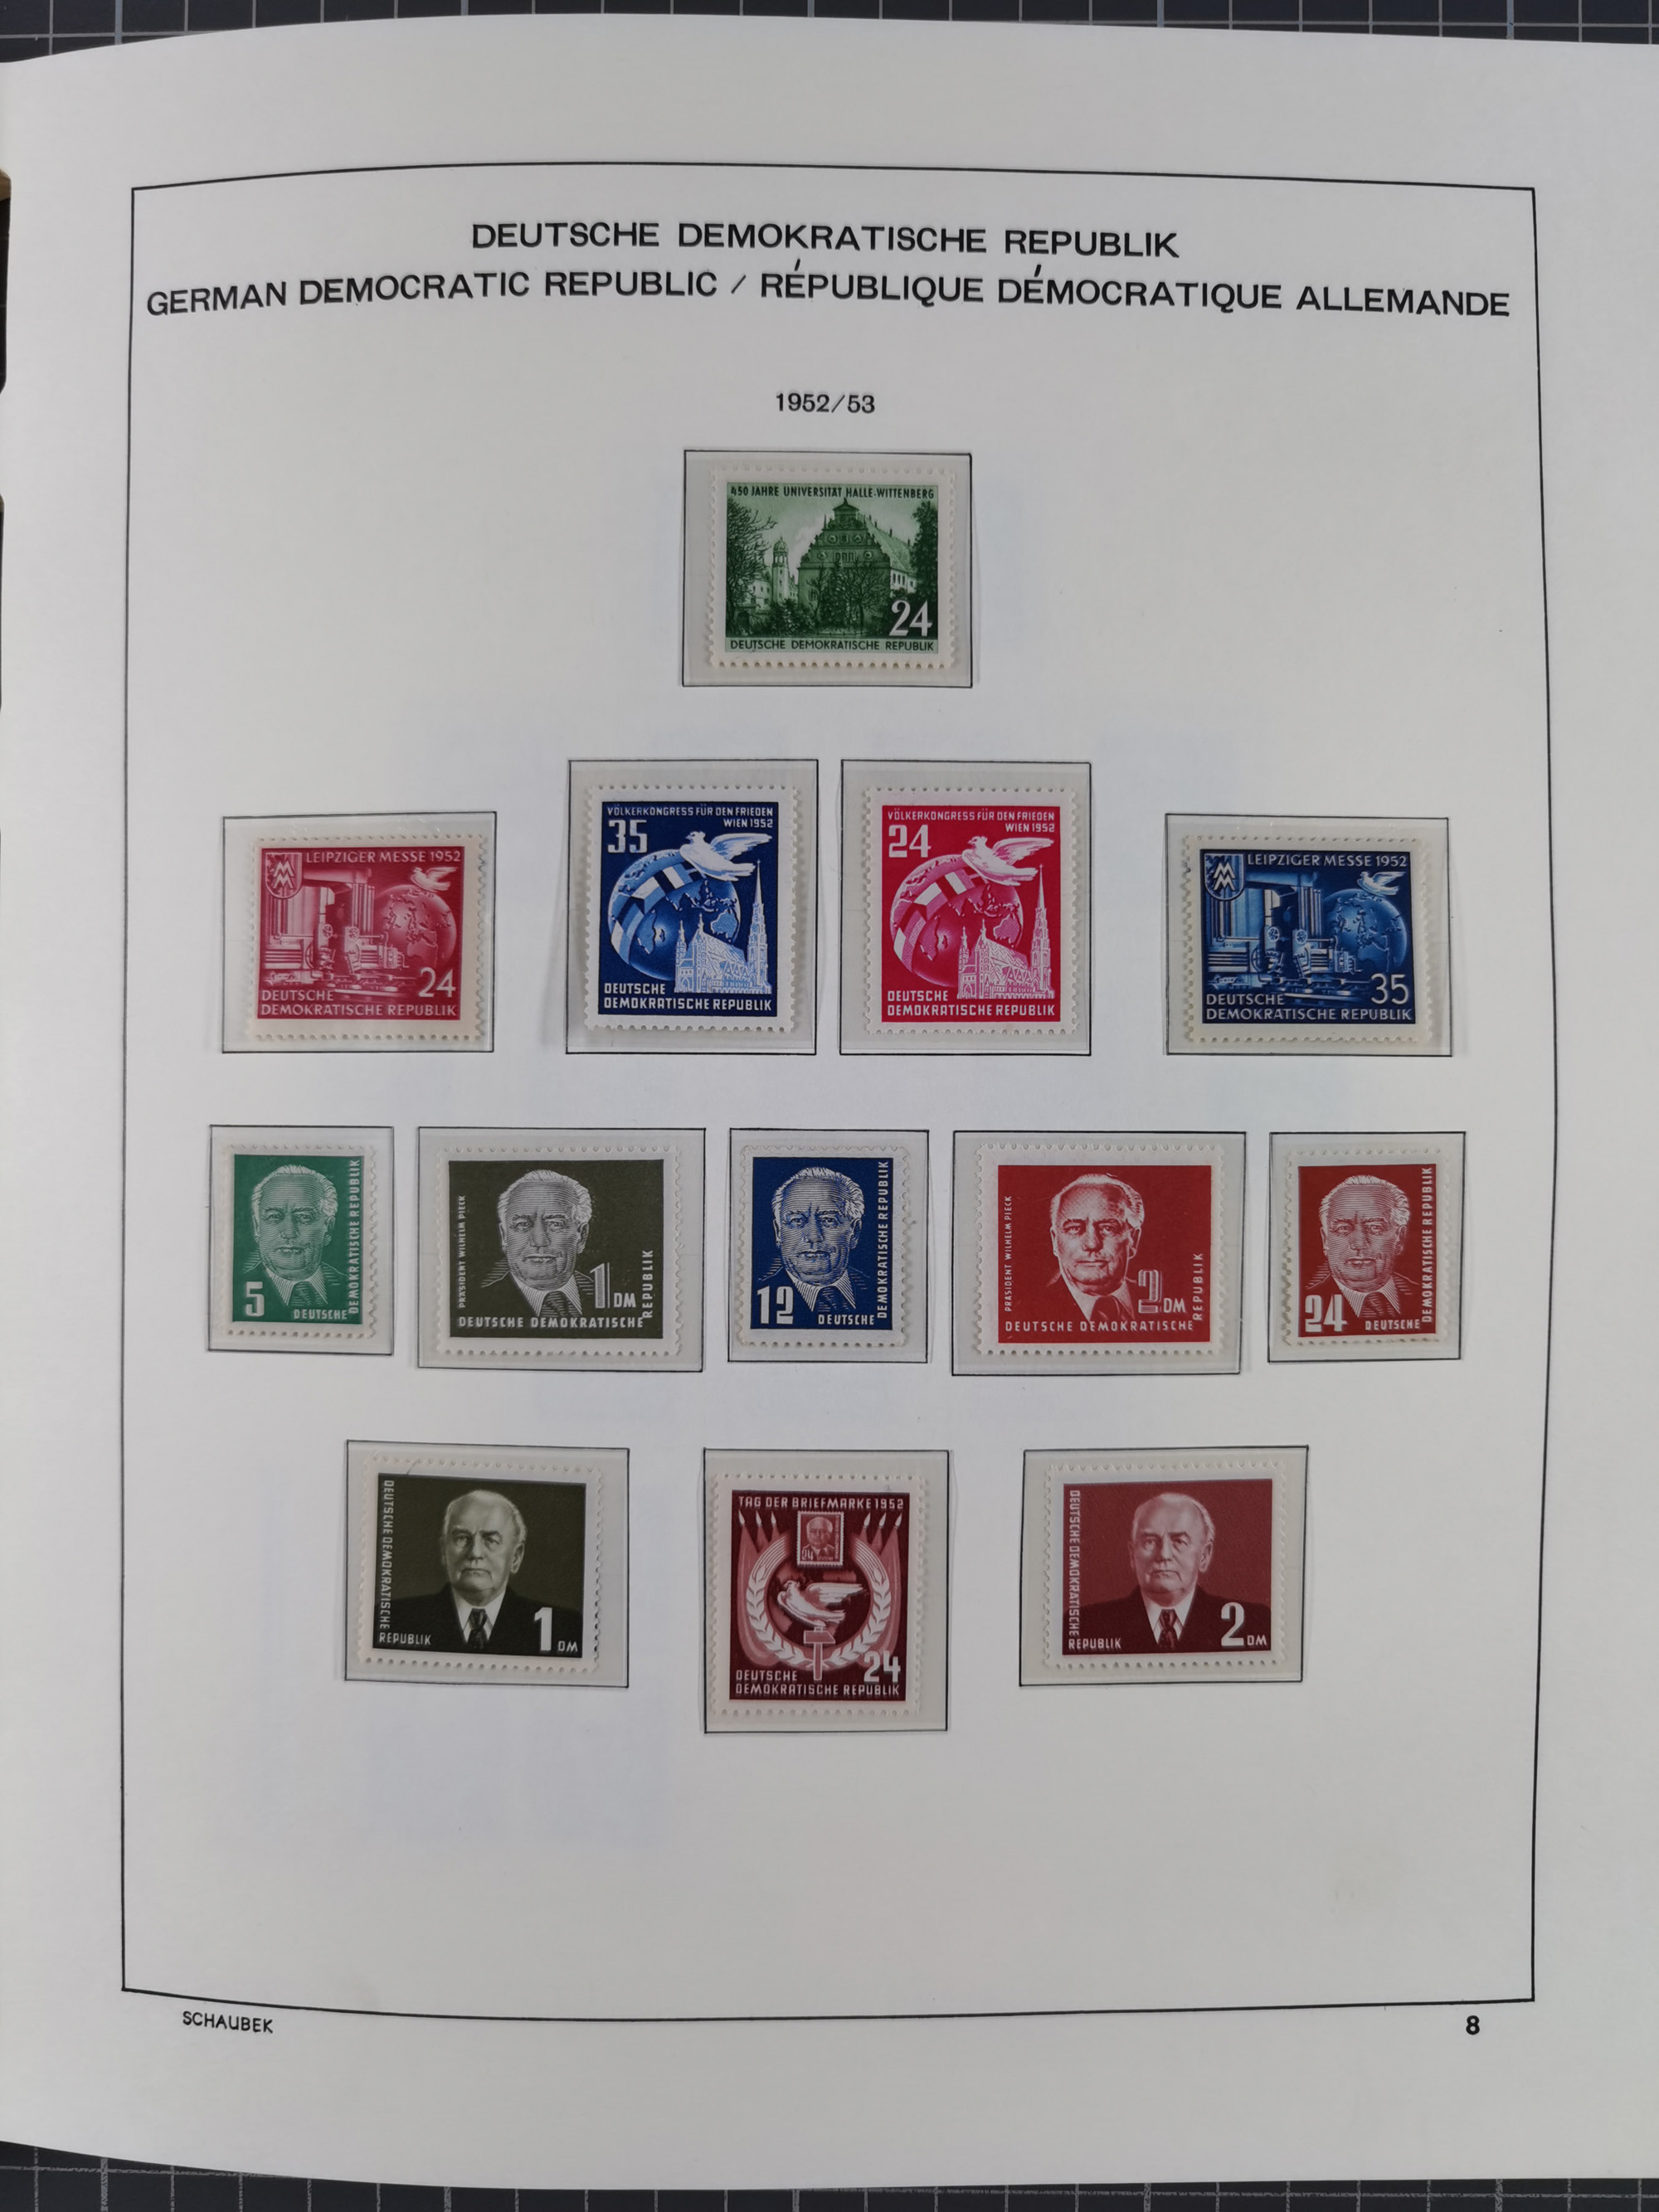 DEUTSCHE DEMOKRATISCHE REPUBLIK
GERMAN DEMOCRATIC REPUBLIC / RÉPUBLIQUE DÉMOCRATIQUE ALLEMANDE
1952/53
450 JAHRE UNIVERSITÄT HALLE-WITTENBERG
24
DEUTSCHE DEMOKRATISCHE REPUBLIK
LEIPZIGER MESSE 1952
24
DEUTSCHE
DEMOKRATISCHE REPUBLIK
VÖLKERKONGRESS FÜR DEN FRIEDEN
WIEN 1952
35
DEUTSCHE
DEMOKRATISCHE REPUBLIK
VÖLKERKONGRESS FÜR DEN FRIEDEN
WIEN 1952
24
DEUTSCHE
DEMOKRATISCHE REPUBLIK
LEIPZIGER MESSE 1952
35
DEUTSCHE
DEMOKRATISCHE REPUBLIK
5
DEUTSCHE
DEMOKRATISCHE REPUBLIK
PRÄSIDENT WILHELM PIECK
1 DM
DEUTSCHE DEMOKRATISCHE
REPUBLIK
12
DEUTSCHE
DEMOKRATISCHE REPUBLIK
PRÄSIDENT WILHELM PIECK
2 DM
DEUTSCHE DEMOKRATISCHE
REPUBLIK
24
DEUTSCHE
DEMOKRATISCHE REPUBLIK
DEUTSCHE DEMOKRATISCHE
REPUBLIK
1 DM
TAG DER BRIEFMARKE 1952
24
24
DEUTSCHE
DEMOKRATISCHE REPUBLIK
DEUTSCHE DEMOKRATISCHE
REPUBLIK
2 DM
SCHAUBEK
8